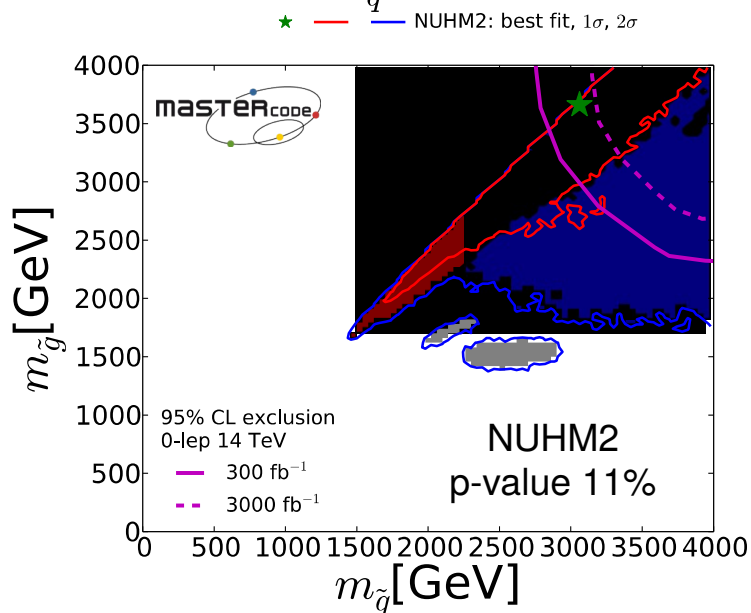 q
NUHM2: best fit, 1σ, 2σ
4000
3500
3000
2500
2000
1500
1000
500
0
m_g̃ [GeV]
MASTERCODE
95% CL exclusion
0-lep 14 TeV
300 fb⁻¹
3000 fb⁻¹
NUHM2
p-value 11%
0 500 1000 1500 2000 2500 3000 3500 4000
m_q̃ [GeV]